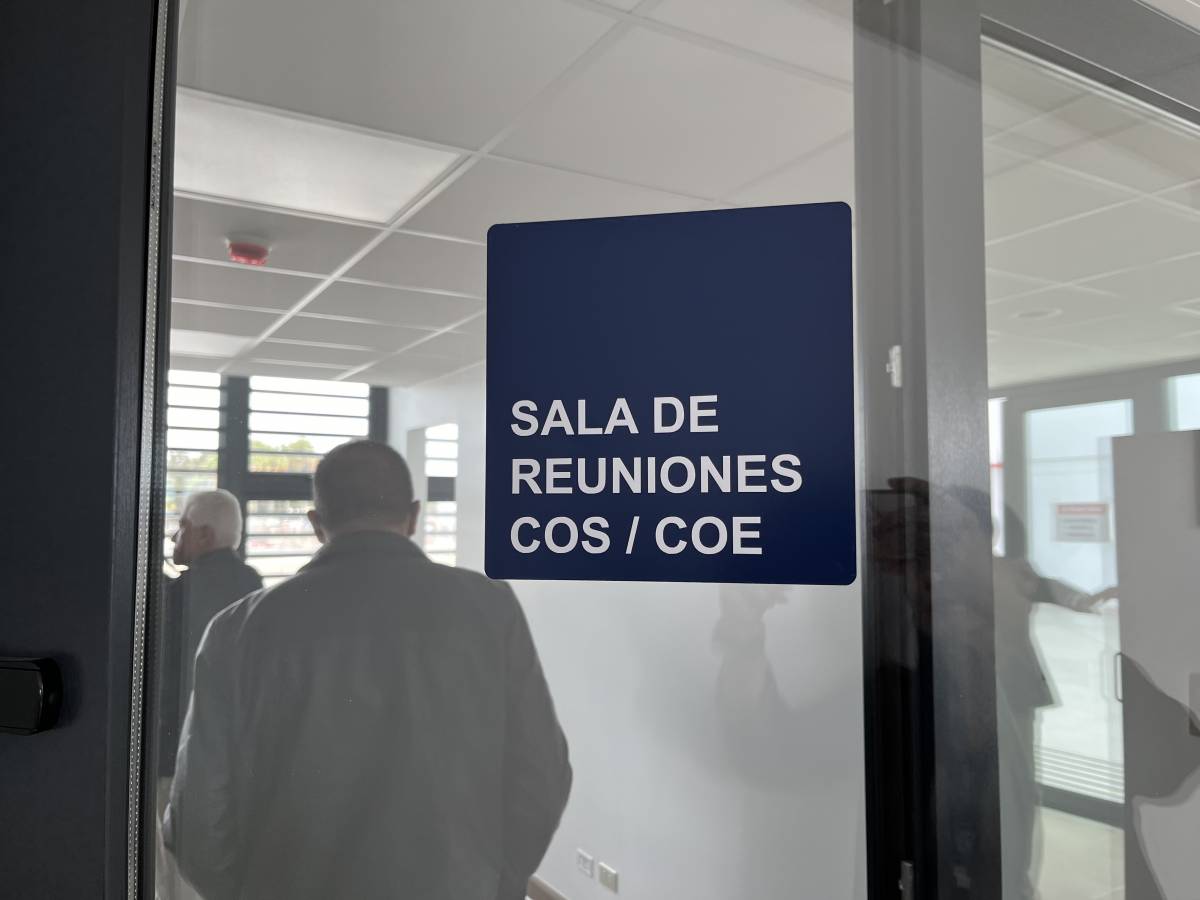 SALA DE
REUNIONES
COS / COE